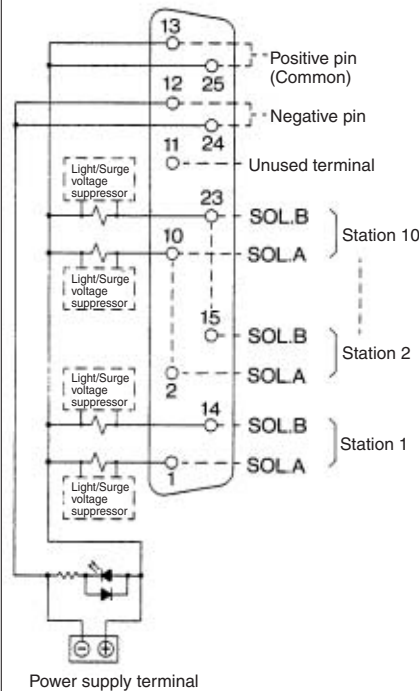 13
Positive pin
(Common)
25
12
Negative pin
24
11
Unused terminal
Light/Surge
voltage
suppressor
23
SOL.B
Station 10
10
SOL.A
Light/Surge
voltage
suppressor
15
SOL.B
Station 2
2
SOL.A
Light/Surge
voltage
suppressor
14
SOL.B
Station 1
1
SOL.A
Light/Surge
voltage
suppressor
− +
Power supply terminal